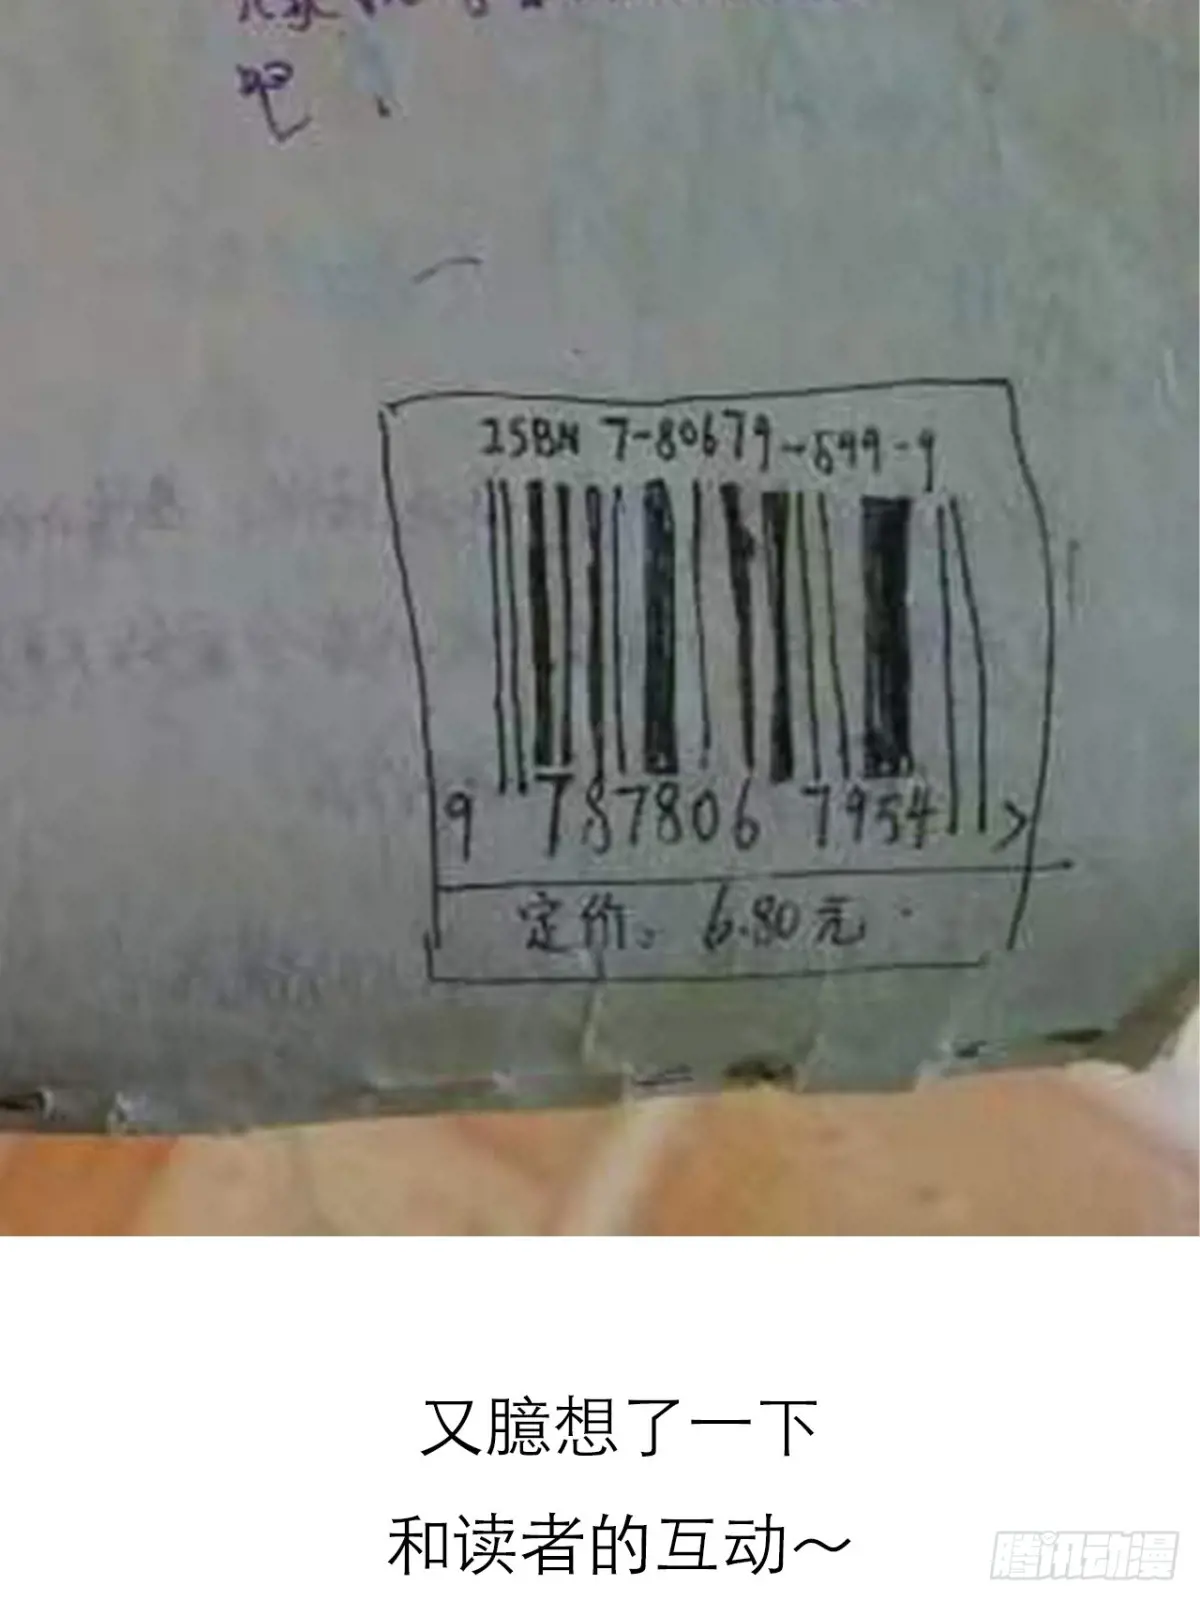 吧！
ISBN 7-80679-549-9
9 787806 7954 >
定价：6.80元
又臆想了一下
和读者的互动～
腾讯动漫